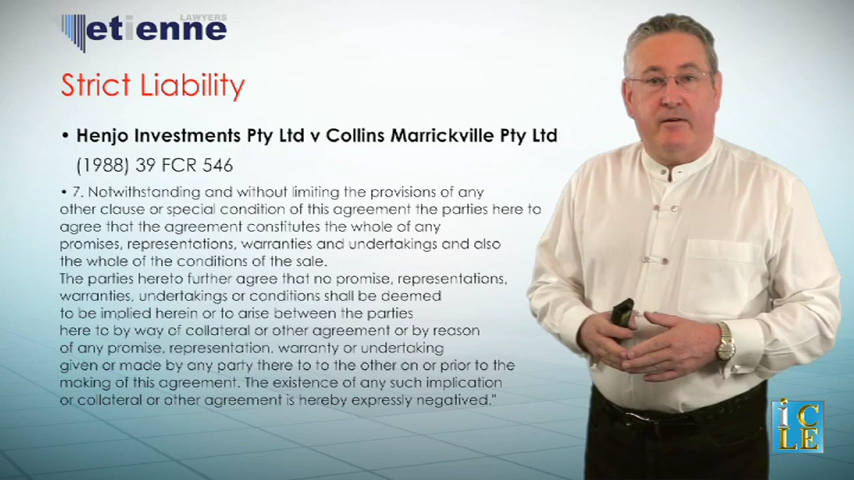 LAWYERS
etienne
Strict Liability
• Henjo Investments Pty Ltd v Collins Marrickville Pty Ltd
(1988) 39 FCR 546
• 7. Notwithstanding and without limiting the provisions of any
other clause or special condition of this agreement the parties here to
agree that the agreement constitutes the whole of any
promises, representations, warranties and undertakings and also
the whole of the conditions of the sale.
The parties hereto further agree that no promise, representations,
warranties, undertakings or conditions shall be deemed
to be implied herein or to arise between the parties
here to by way of collateral or other agreement or by reason
of any promise, representation, warranty or undertaking
given or made by any party there to to the other on or prior to the
making of this agreement. The existence of any such implication
or collateral or other agreement is hereby expressly negatived."
i C
L E